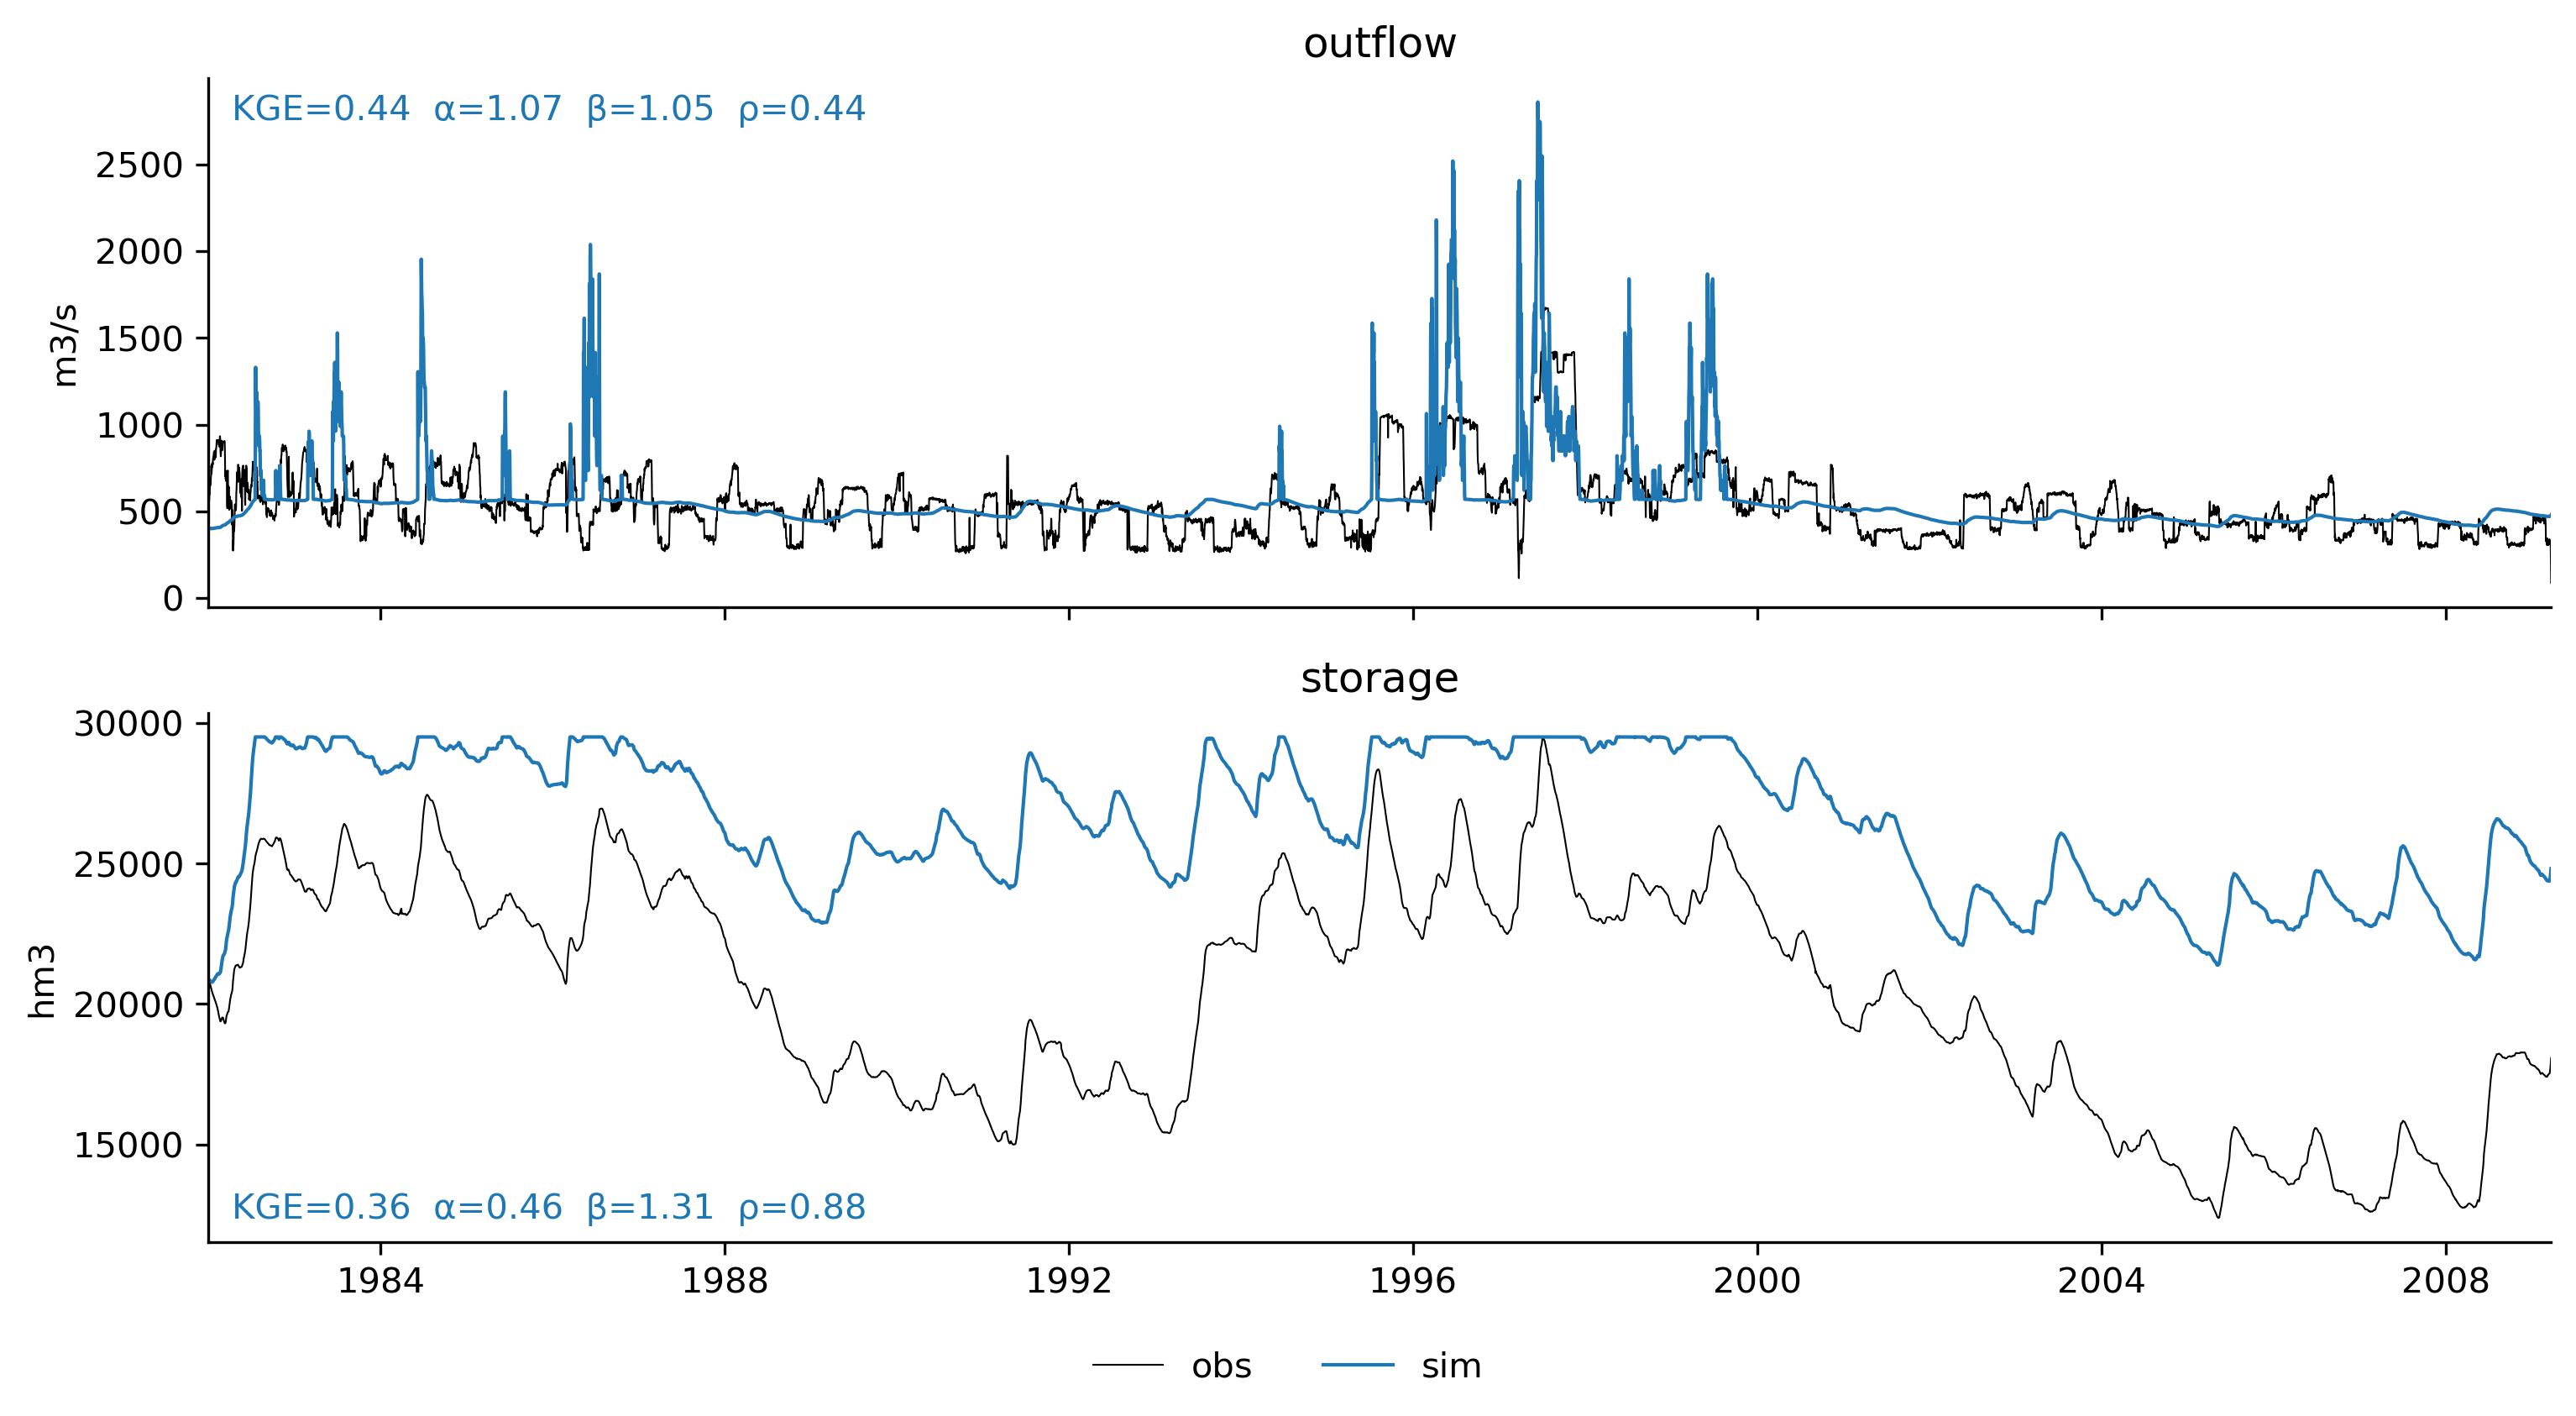 outflow
KGE=0.44 α=1.07 β=1.05 ρ=0.44
m3/s
2500
2000
1500
1000
500
0
storage
hm3
30000
25000
20000
15000
KGE=0.36 α=0.46 β=1.31 ρ=0.88
1984 1988 1992 1996 2000 2004 2008
obs sim